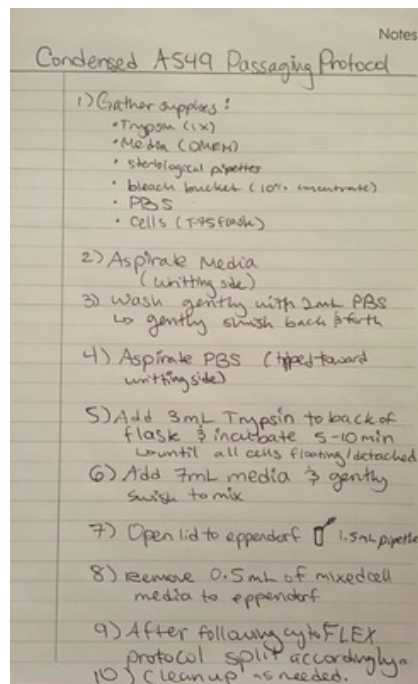 Notes
Condensed A549 Passaging Protocol
1) Gather supplies:
• Trypsin (1X)
• Media (DMEM)
• sterological pipettes
• bleach bucket (10% concentrate)
• PBS
• Cells (T-75 flask)
2) Aspirate Media
(writting side)
3) Wash gently with 2mL PBS
↳ gently swish back & forth
4) Aspirate PBS (tipped toward
writting side)
5) Add 3mL Trypsin to back of
flask & incubate 5-10 min
↳ until all cells floating/detached
6) Add 7mL media & gently
swish to mix
7) Open lid to eppendorf 1.5mL pipette
8) Remove 0.5mL of mixed cell
media to eppendorf
9) After following cytoFLEX
protocol split accordingly.
10) Clean up as needed.